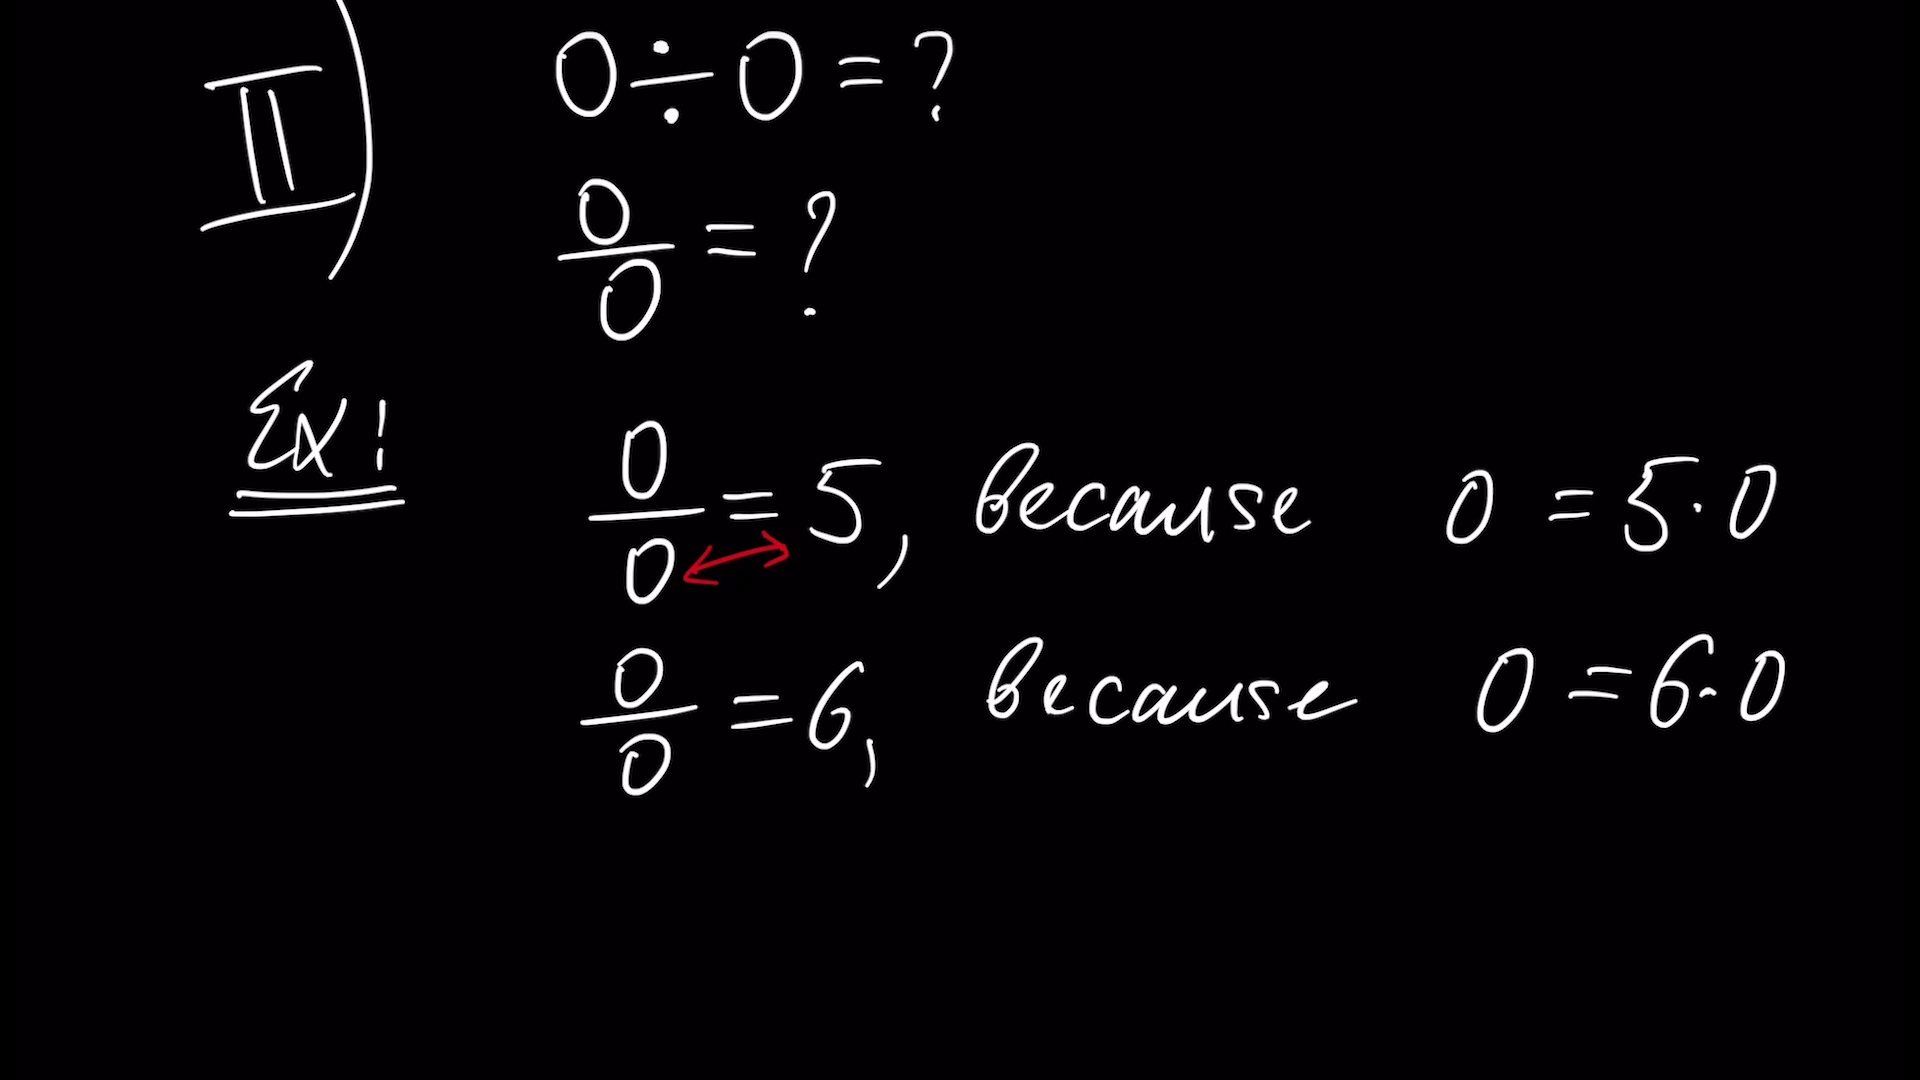 II) 0 ÷ 0 = ?
0/0 = ?
Ex:
0/0 = 5, because 0 = 5·0
0/0 = 6, because 0 = 6·0